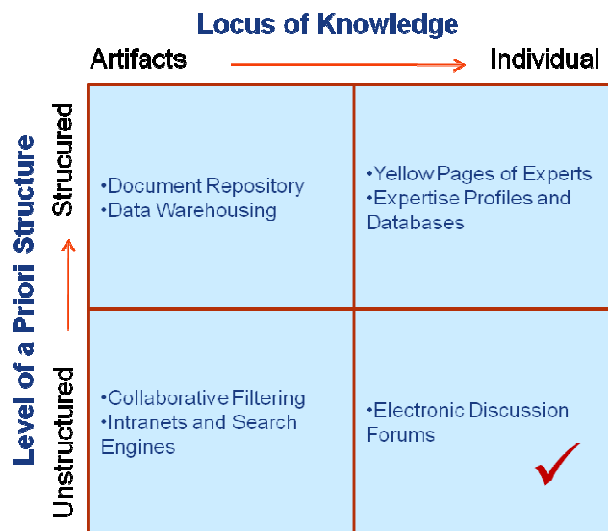 Locus of Knowledge
Artifacts
Individual
Level of a Priori Structure
Strucured
Unstructured
•Document Repository
•Data Warehousing
•Yellow Pages of Experts
•Expertise Profiles and
Databases
•Collaborative Filtering
•Intranets and Search
Engines
•Electronic Discussion
Forums